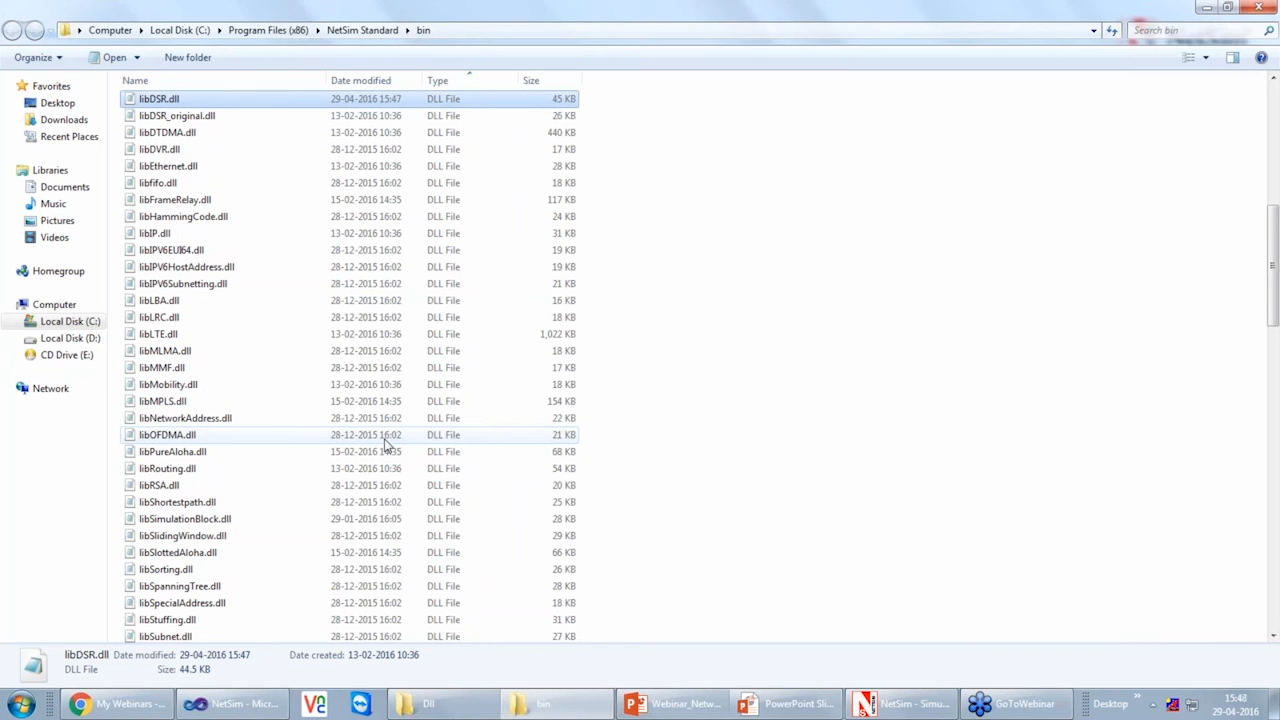 Computer ▸ Local Disk (C:) ▸ Program Files (x86) ▸ NetSim Standard ▸ bin
Search bin
Organize Open New folder
Name Date modified Type Size
Favorites
Desktop
Downloads
Recent Places
Libraries
Documents
Music
Pictures
Videos
Homegroup
Computer
Local Disk (C:)
Local Disk (D:)
CD Drive (E:)
Network
libDSR.dll 29-04-2016 15:47 DLL File 45 KB
libDSR_original.dll 13-02-2016 10:36 DLL File 26 KB
libDTDMA.dll 13-02-2016 10:36 DLL File 440 KB
libDVR.dll 28-12-2015 16:02 DLL File 17 KB
libEthernet.dll 13-02-2016 10:36 DLL File 28 KB
libfifo.dll 28-12-2015 16:02 DLL File 18 KB
libFrameRelay.dll 15-02-2016 14:35 DLL File 117 KB
libHammingCode.dll 28-12-2015 16:02 DLL File 24 KB
libIP.dll 13-02-2016 10:36 DLL File 31 KB
libIPV6EUI64.dll 28-12-2015 16:02 DLL File 19 KB
libIPV6HostAddress.dll 28-12-2015 16:02 DLL File 19 KB
libIPV6Subnetting.dll 28-12-2015 16:02 DLL File 21 KB
libLBA.dll 28-12-2015 16:02 DLL File 16 KB
libLRC.dll 28-12-2015 16:02 DLL File 18 KB
libLTE.dll 13-02-2016 10:36 DLL File 1,022 KB
libMLMA.dll 28-12-2015 16:02 DLL File 18 KB
libMMF.dll 28-12-2015 16:02 DLL File 17 KB
libMobility.dll 13-02-2016 10:36 DLL File 18 KB
libMPLS.dll 15-02-2016 14:35 DLL File 154 KB
libNetworkAddress.dll 28-12-2015 16:02 DLL File 22 KB
libOFDMA.dll 28-12-2015 16:02 DLL File 21 KB
libPureAloha.dll 15-02-2016 DLL File 68 KB
libRouting.dll 13-02-2016 10:36 DLL File 54 KB
libRSA.dll 28-12-2015 16:02 DLL File 20 KB
libShortestpath.dll 28-12-2015 16:02 DLL File 25 KB
libSimulationBlock.dll 29-01-2016 16:05 DLL File 28 KB
libSlidingWindow.dll 28-12-2015 16:02 DLL File 29 KB
libSlottedAloha.dll 15-02-2016 14:35 DLL File 66 KB
libSorting.dll 28-12-2015 16:02 DLL File 26 KB
libSpanningTree.dll 28-12-2015 16:02 DLL File 28 KB
libSpecialAddress.dll 28-12-2015 16:02 DLL File 18 KB
libStuffing.dll 28-12-2015 16:02 DLL File 31 KB
libSubnet.dll 28-12-2015 16:02 DLL File 27 KB
libDSR.dll Date modified: 29-04-2016 15:47 Date created: 13-02-2016 10:36
DLL File Size: 44.5 KB
My Webinars -... NetSim - Micr... Dll bin Webinar_Netw... PowerPoint Sli... NetSim - Simu... GoToWebinar Desktop
15:48
29-04-2016